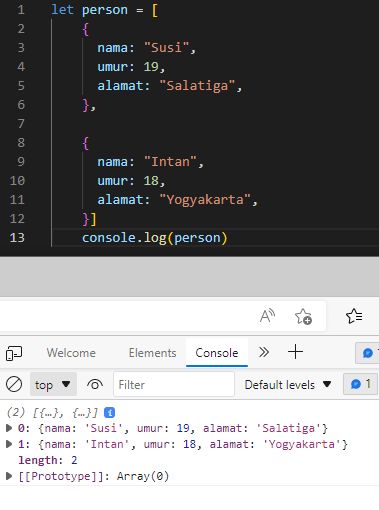 1 let person = [
2 {
3 nama: "Susi",
4 umur: 19,
5 alamat: "Salatiga",
6 },
7
8 {
9 nama: "Intan",
10 umur: 18,
11 alamat: "Yogyakarta",
12 }]
13 console.log(person)
A
Welcome Elements Console
top Filter Default levels 1
(2) [{…}, {…}] i
0: {nama: 'Susi', umur: 19, alamat: 'Salatiga'}
1: {nama: 'Intan', umur: 18, alamat: 'Yogyakarta'}
length: 2
[[Prototype]]: Array(0)